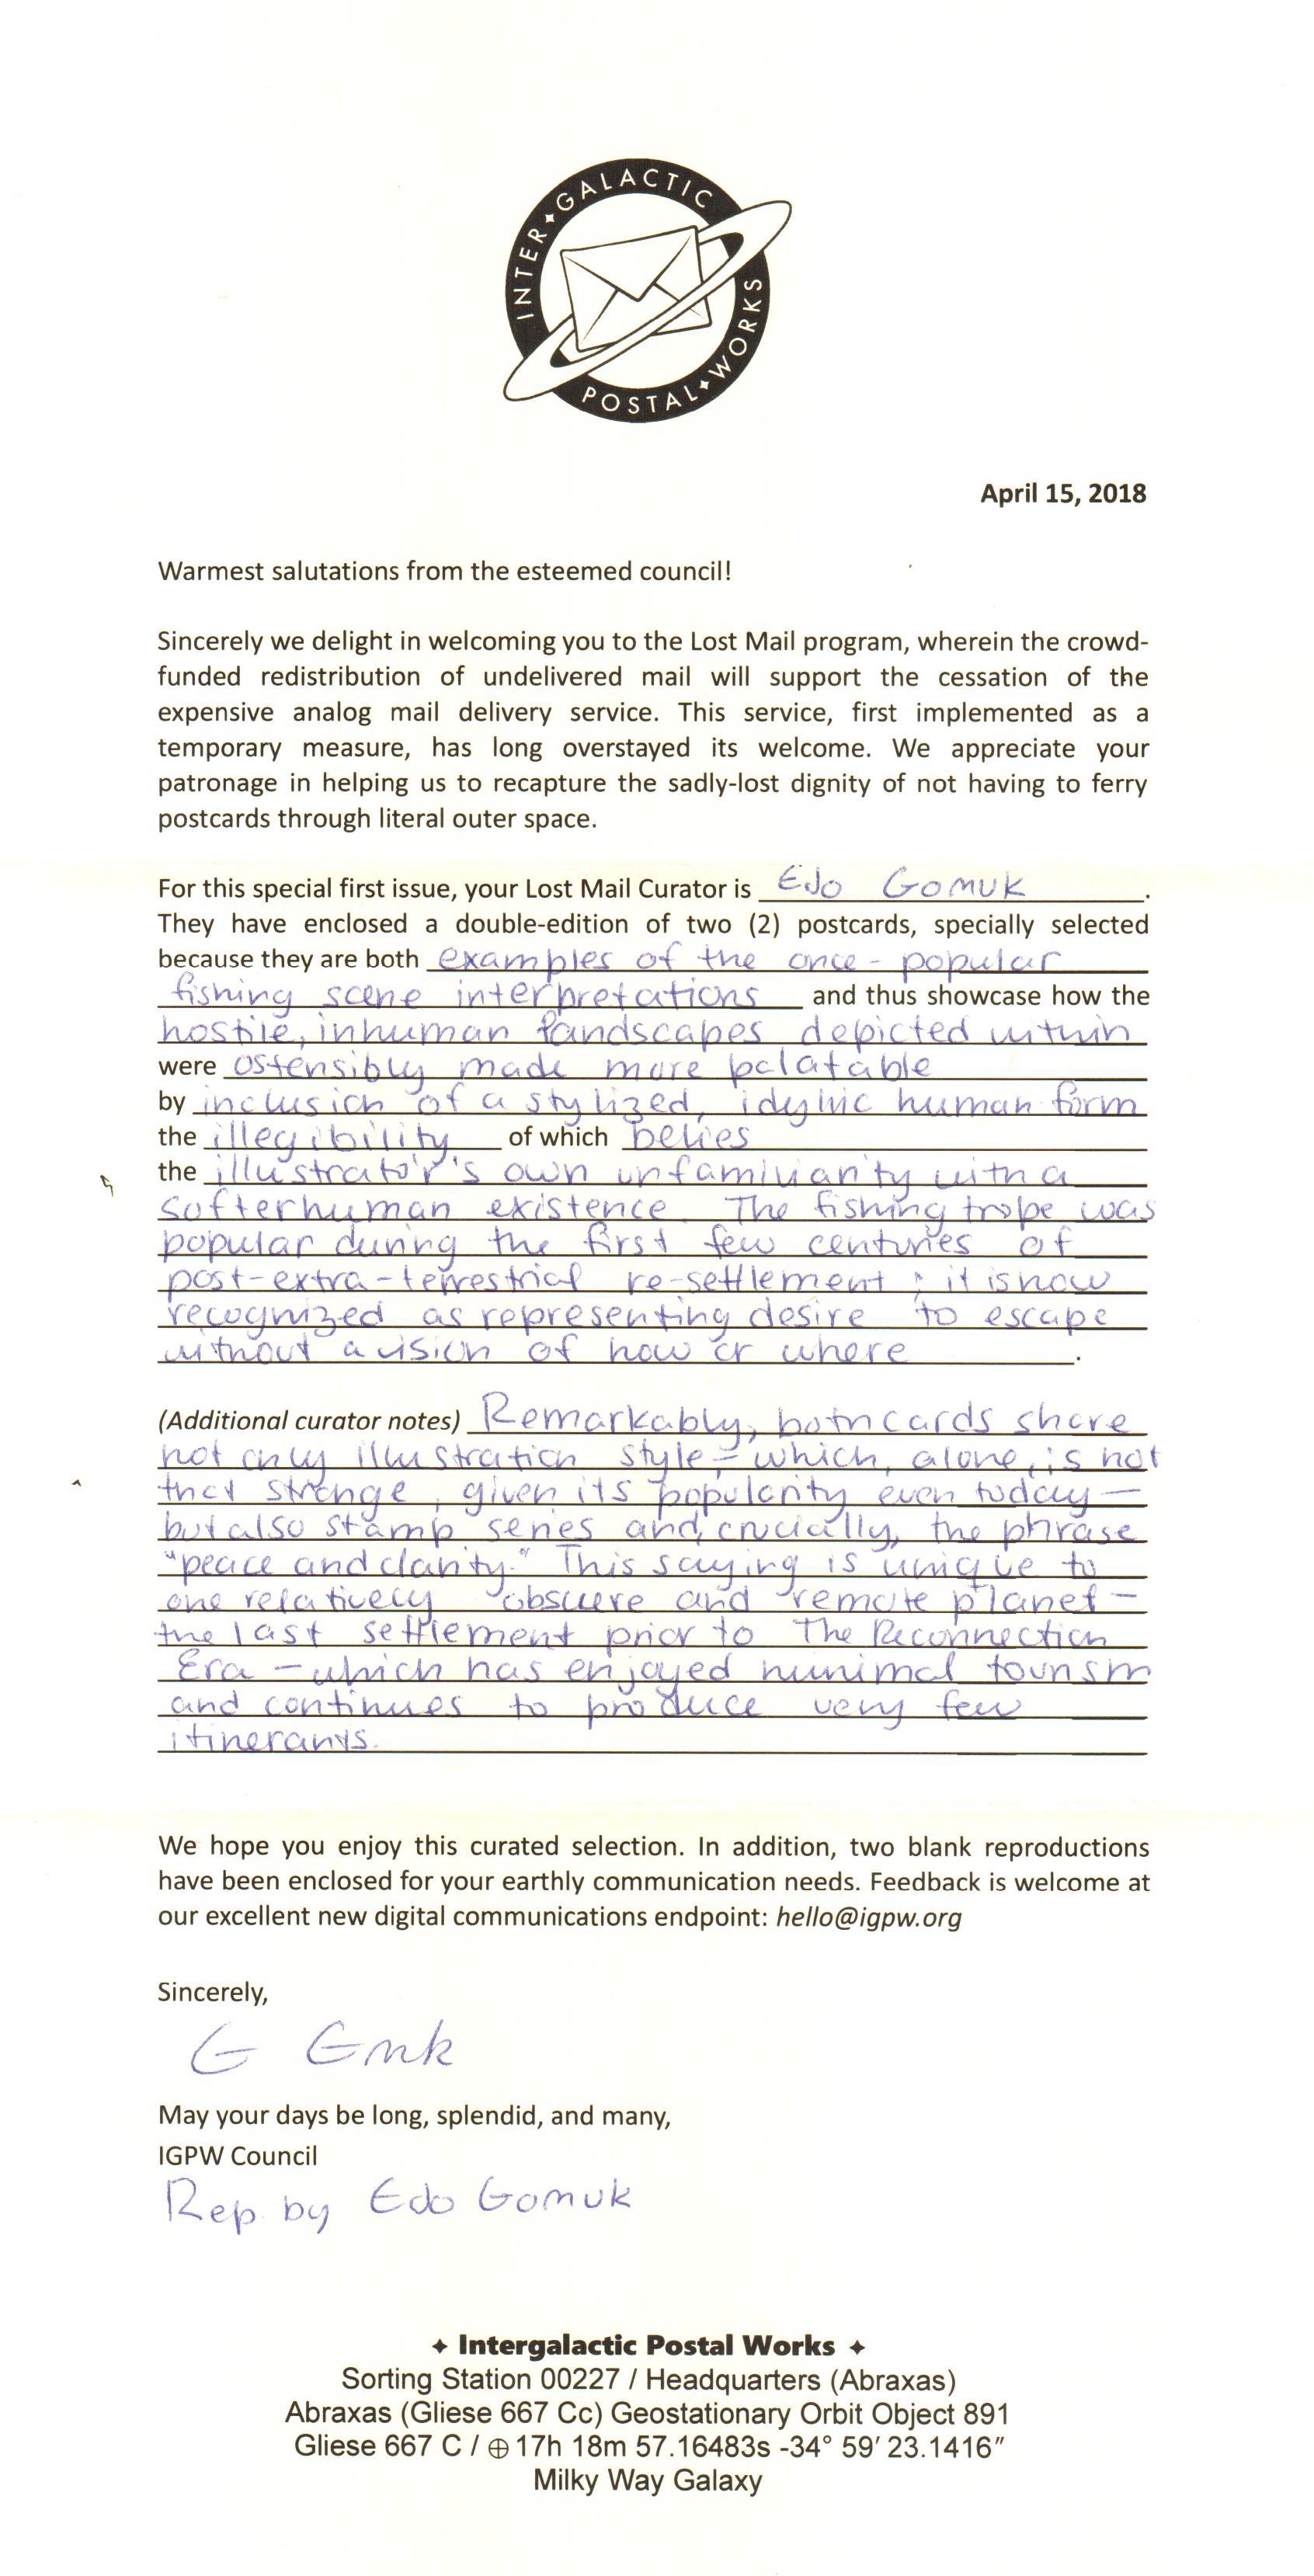 INTER✦GALACTIC
POSTAL✦WORKS
April 15, 2018
Warmest salutations from the esteemed council!
Sincerely we delight in welcoming you to the Lost Mail program, wherein the crowd-
funded redistribution of undelivered mail will support the cessation of the
expensive analog mail delivery service. This service, first implemented as a
temporary measure, has long overstayed its welcome. We appreciate your
patronage in helping us to recapture the sadly-lost dignity of not having to ferry
postcards through literal outer space.
For this special first issue, your Lost Mail Curator is Edo Gomuk.
They have enclosed a double-edition of two (2) postcards, specially selected
because they are both examples of the once-popular
fishing scene interpretations and thus showcase how the
hostile, inhuman landscapes depicted within
were ostensibly made more palatable
by inclusion of a stylized, idyllic human form
the illegibility of which belies
the illustrator's own unfamiliarity with a
softer human existence. The fishing trope was
popular during the first few centuries of
post-extra-terrestrial re-settlement; it is now
recognized as representing desire to escape
without a vision of how or where.
(Additional curator notes) Remarkably, both cards share
not only illustration style – which, alone, is not
that strange, given its popularity even today –
but also stamp series and, crucially, the phrase
"peace and clarity." This saying is unique to
one relatively obscure and remote planet –
the last settlement prior to The Reconnection
Era – which has enjoyed minimal tourism
and continues to produce very few
itinerants.
We hope you enjoy this curated selection. In addition, two blank reproductions
have been enclosed for your earthly communication needs. Feedback is welcome at
our excellent new digital communications endpoint: hello@igpw.org
Sincerely,
E Gmk
May your days be long, splendid, and many,
IGPW Council
Rep by Edo Gomuk
✦ Intergalactic Postal Works ✦
Sorting Station 00227 / Headquarters (Abraxas)
Abraxas (Gliese 667 Cc) Geostationary Orbit Object 891
Gliese 667 C / ⊕ 17h 18m 57.16483s -34° 59′ 23.1416″
Milky Way Galaxy